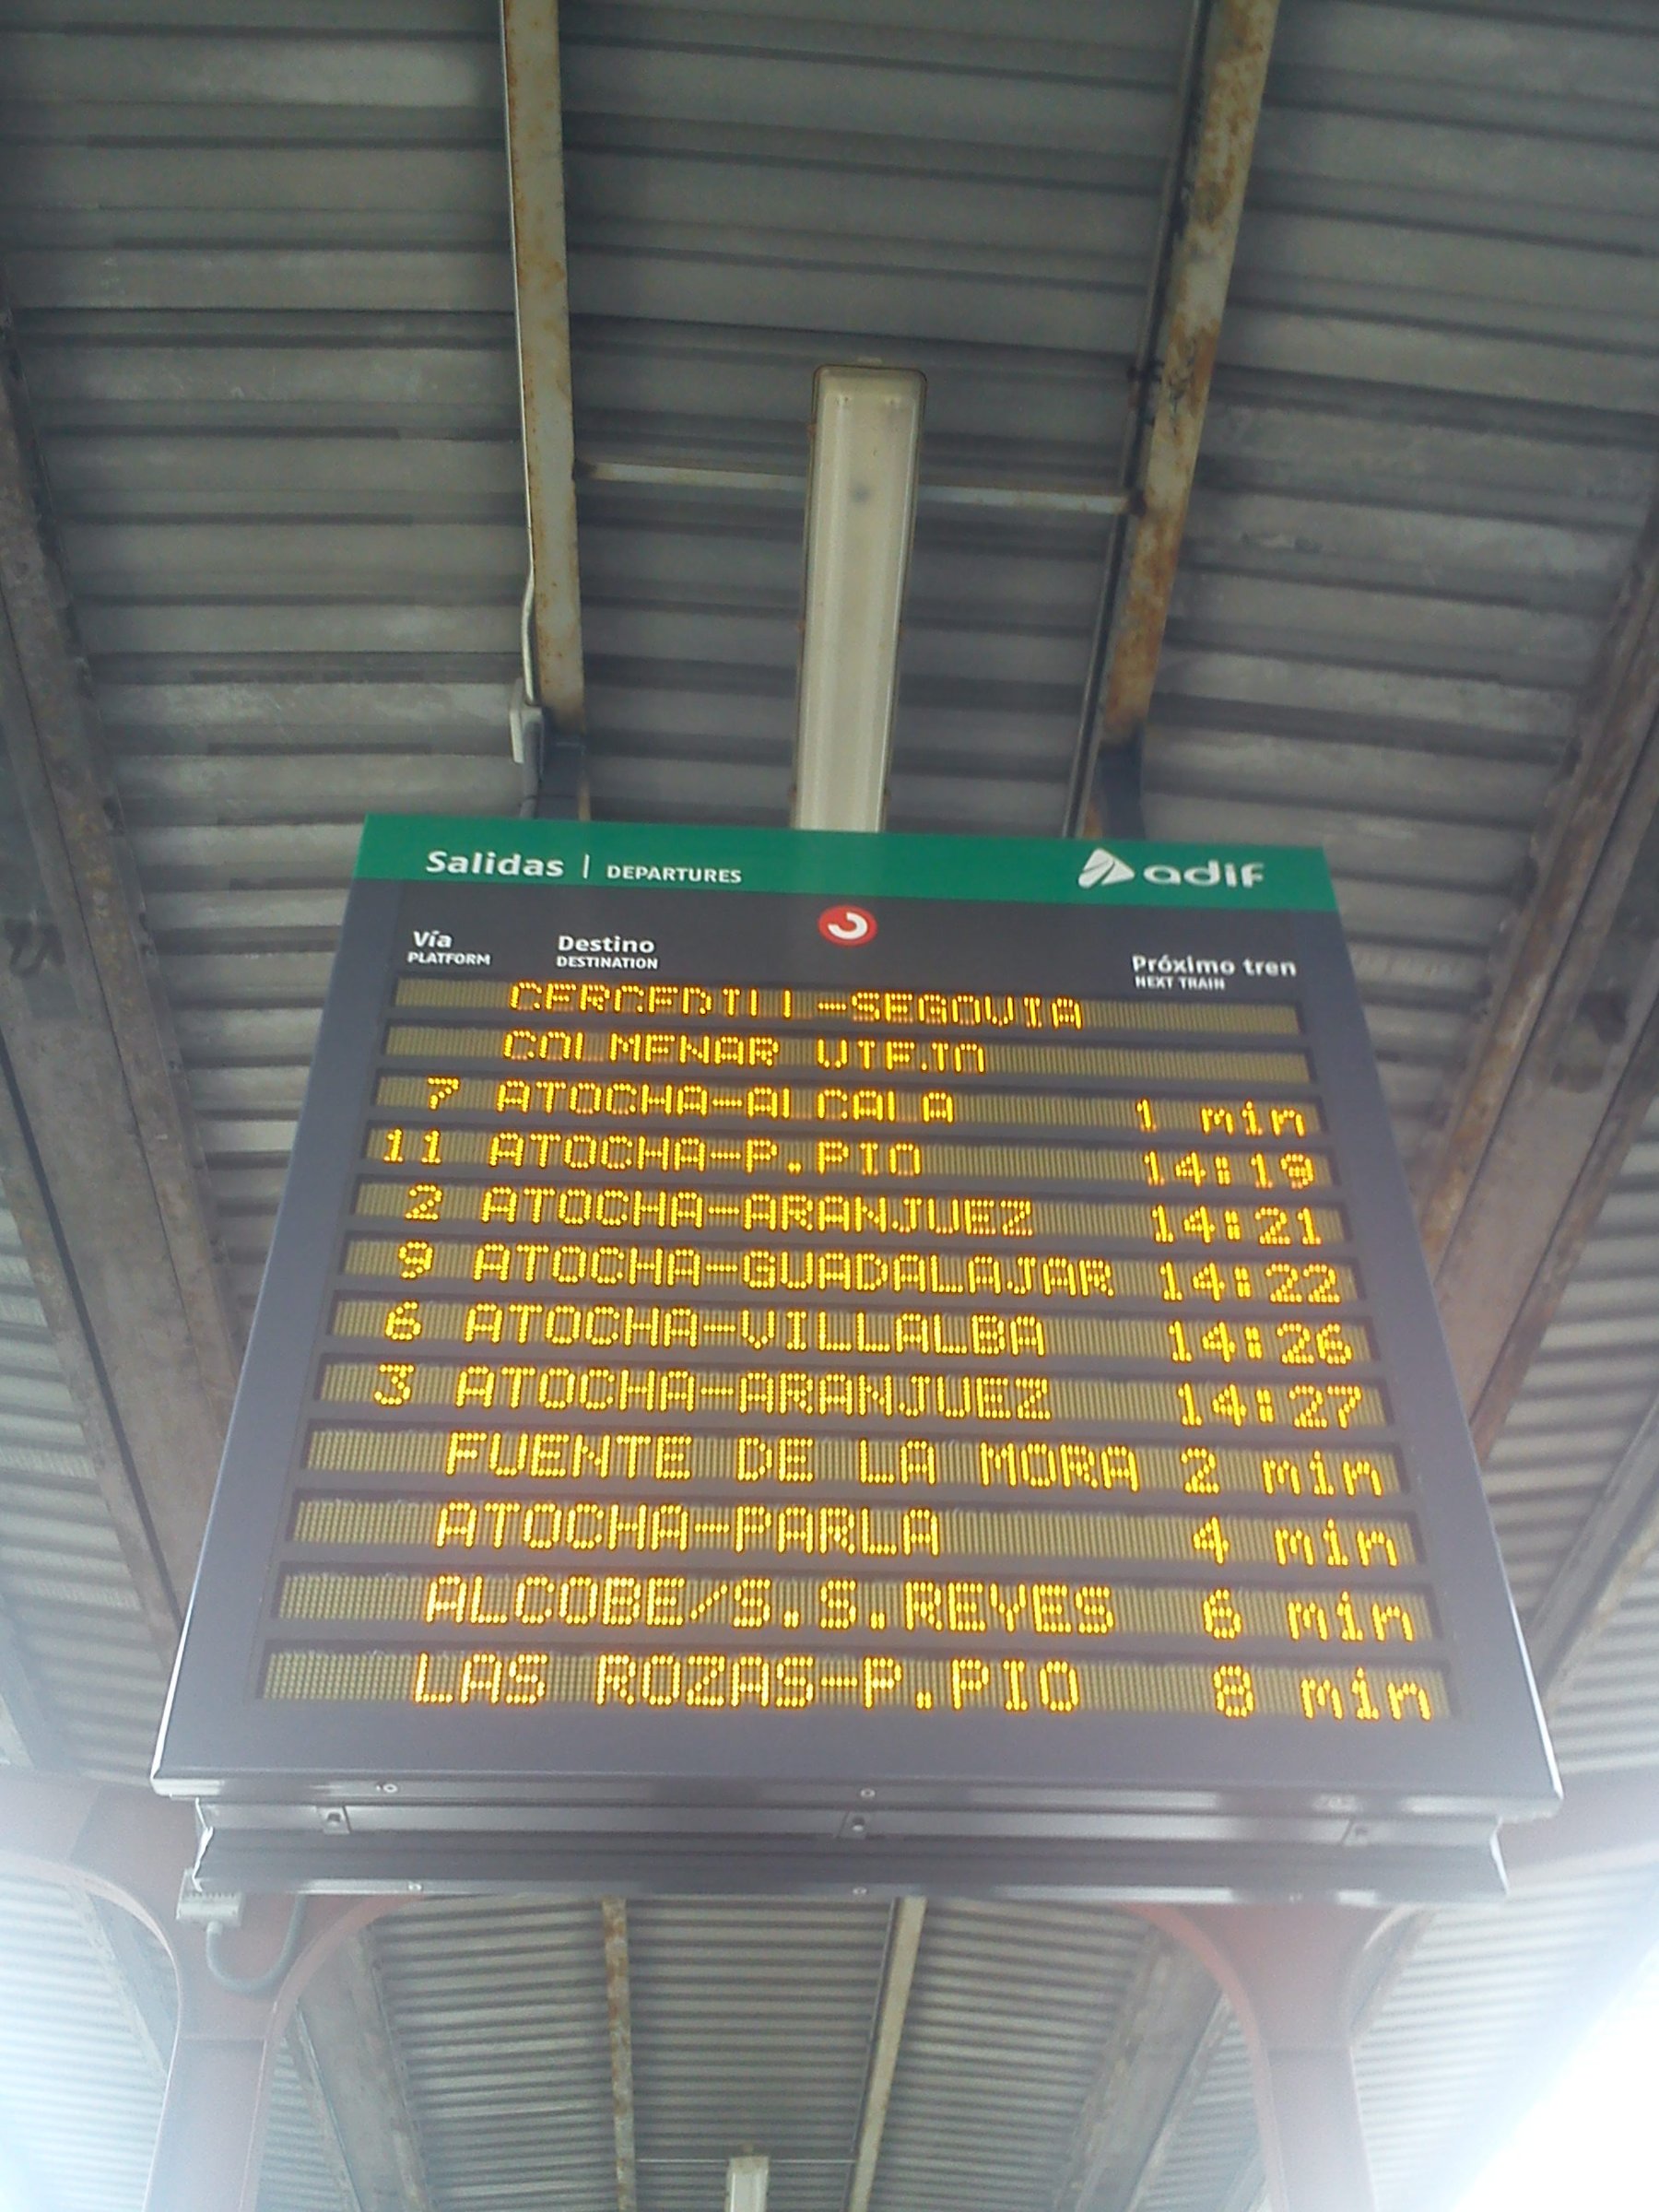 Salidas | DEPARTURES adif
Vía Destino Próximo tren
PLATFORM DESTINATION NEXT TRAIN
CERCEDILL-SEGOVIA
COLMENAR VIEJO
7 ATOCHA-ALCALA 1 min
11 ATOCHA-P.PIO 14:19
2 ATOCHA-ARANJUEZ 14:21
9 ATOCHA-GUADALAJAR 14:22
6 ATOCHA-VILLALBA 14:26
3 ATOCHA-ARANJUEZ 14:27
FUENTE DE LA MORA 2 min
ATOCHA-PARLA 4 min
ALCOBE/S.S.REYES 6 min
LAS ROZAS-P.PIO 8 min